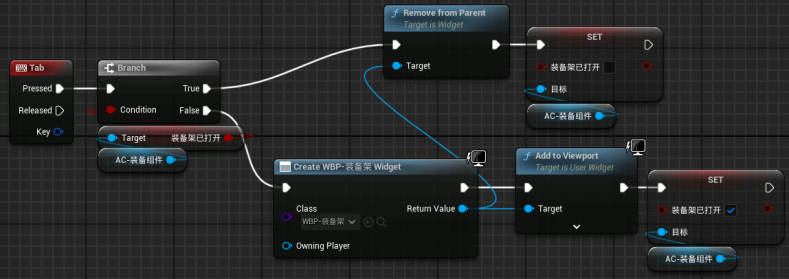 Tab
Pressed
Released
Key
Branch
True
Condition
False
Target
装备架已打开
AC-装备组件
Remove from Parent
Target is Widget
Target
SET
装备架已打开
目标
AC-装备组件
Create WBP-装备架 Widget
Class
WBP-装备架
Return Value
Owning Player
Add to Viewport
Target is User Widget
Target
SET
装备架已打开
目标
AC-装备组件